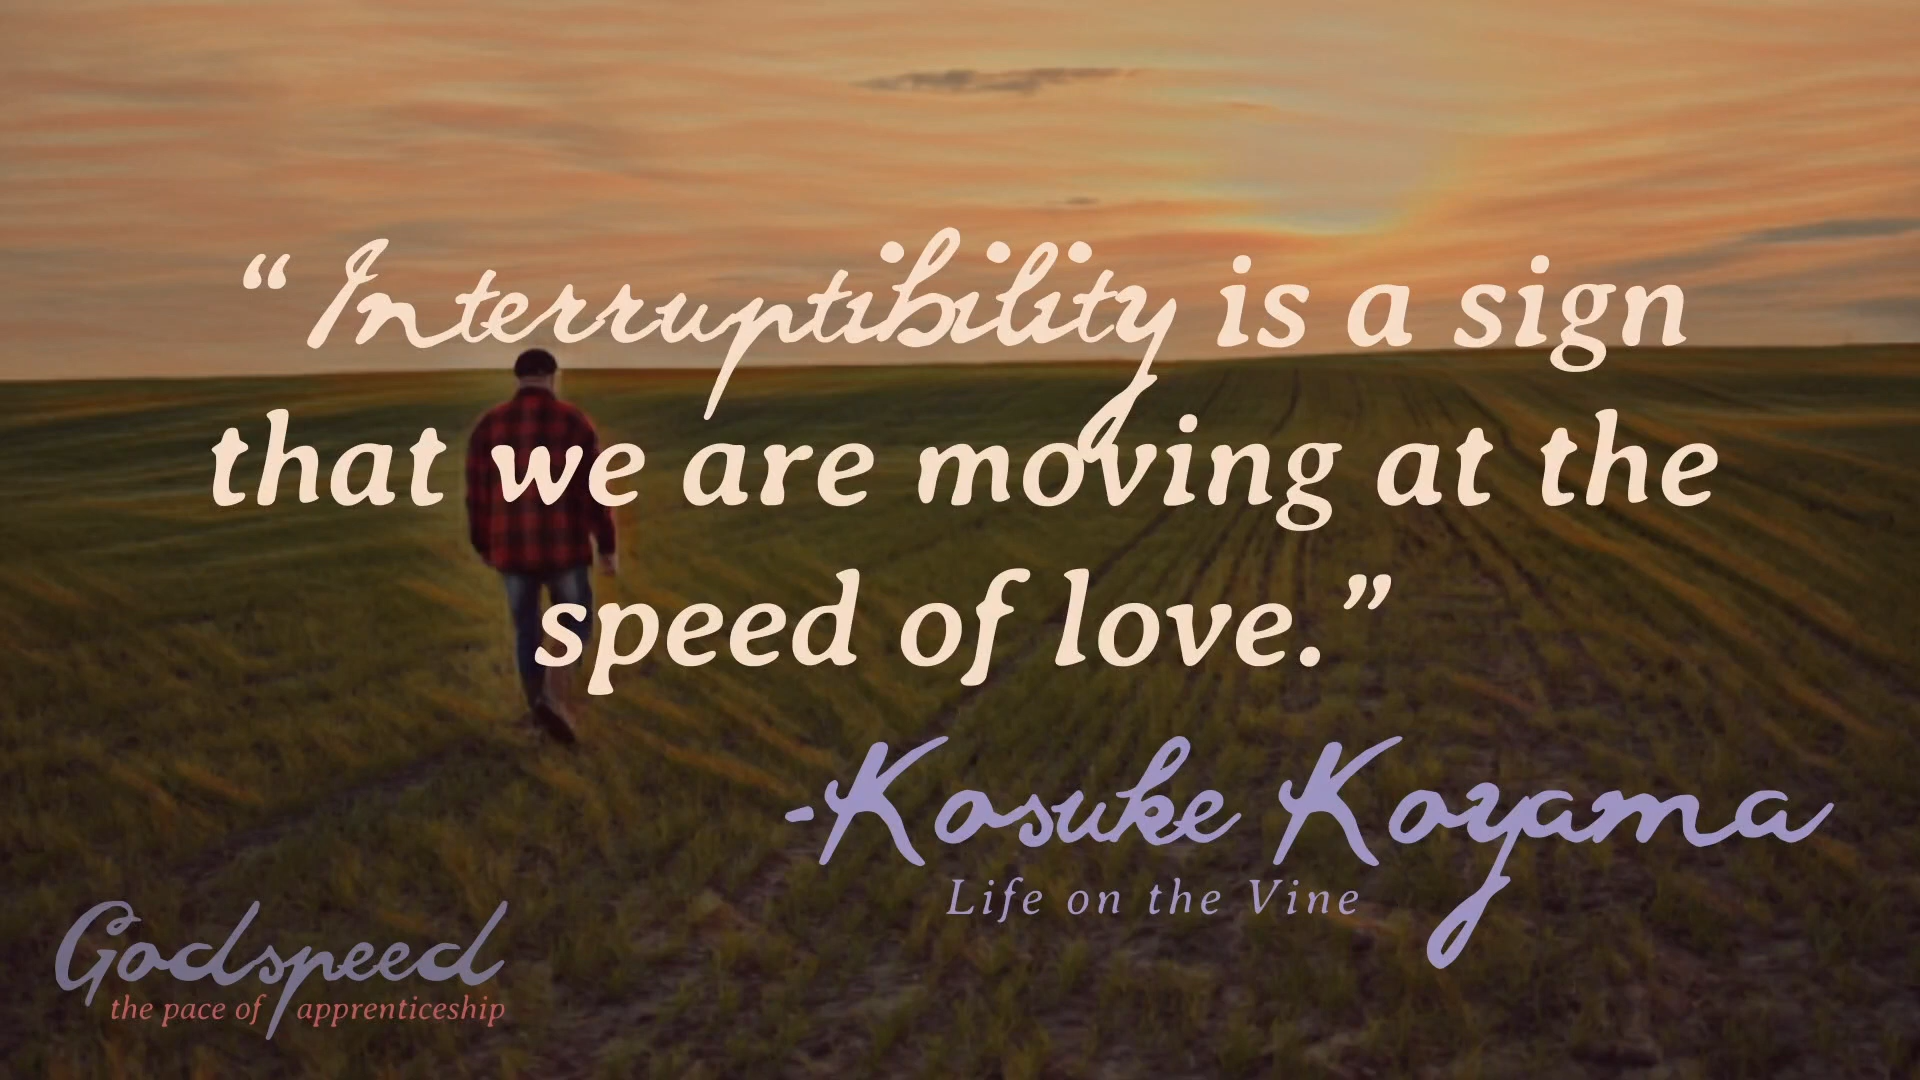 “Interruptibility is a sign
that we are moving at the
speed of love.”
-Kosuke Koyama
Life on the Vine
Godspeed
the pace of apprenticeship